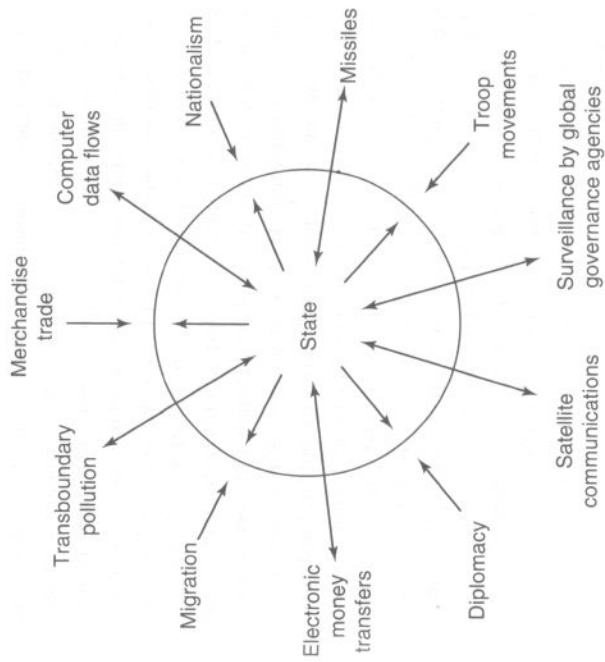 Merchandise
trade
Computer
data flows
Nationalism
Missiles
Troop
movements
Surveillance by global
governance agencies
Satellite
communications
Diplomacy
Electronic
money
transfers
Migration
Transboundary
pollution
State